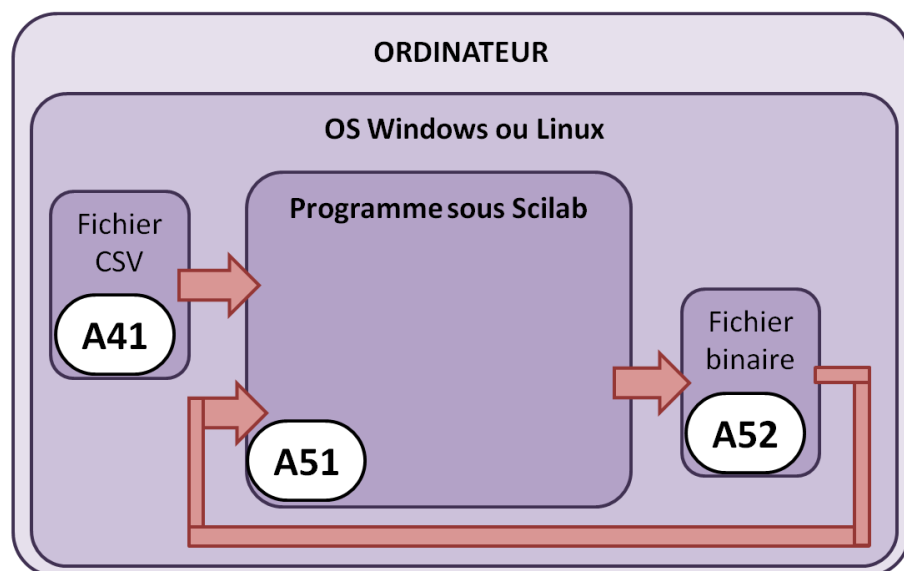 ORDINATEUR
OS Windows ou Linux
Programme sous Scilab
Fichier
CSV
A41
A51
Fichier
binaire
A52